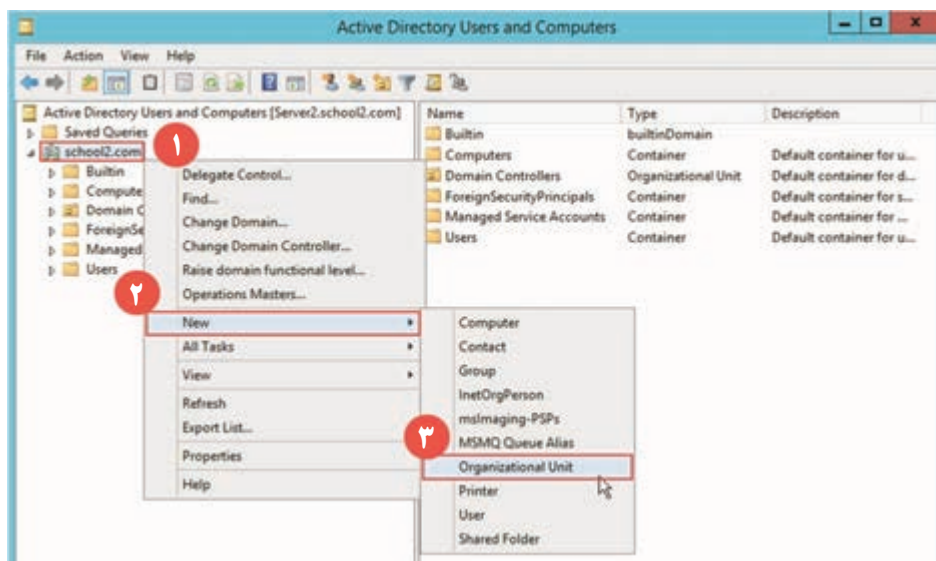 Active Directory Users and Computers
File Action View Help
Active Directory Users and Computers [Server2.school2.com]
Saved Queries
school2.com
Builtin
Compute
Domain C
ForeignSe
Managed
Users
۱
Delegate Control...
Find...
Change Domain...
Change Domain Controller...
Raise domain functional level...
Operations Masters...
۲
New
All Tasks
View
Refresh
Export List...
Properties
Help
Computer
Contact
Group
InetOrgPerson
msImaging-PSPs
MSMQ Queue Alias
۳
Organizational Unit
Printer
User
Shared Folder
Name Type Description
Builtin builtinDomain
Computers Container Default container for u...
Domain Controllers Organizational Unit Default container for d...
ForeignSecurityPrincipals Container Default container for s...
Managed Service Accounts Container Default container for ...
Users Container Default container for u...